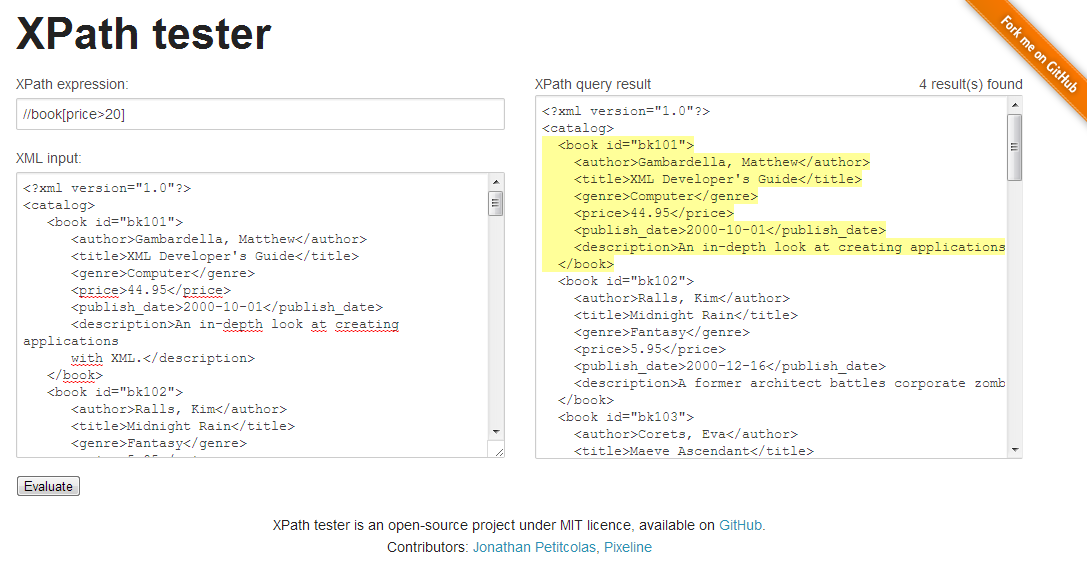 XPath tester
Fork me on GitHub
XPath expression:
//book[price>20]
XML input:
<?xml version="1.0"?>
<catalog>
<book id="bk101">
<author>Gambardella, Matthew</author>
<title>XML Developer's Guide</title>
<genre>Computer</genre>
<price>44.95</price>
<publish_date>2000-10-01</publish_date>
<description>An in-depth look at creating
applications
with XML.</description>
</book>
<book id="bk102">
<author>Ralls, Kim</author>
<title>Midnight Rain</title>
<genre>Fantasy</genre>
Evaluate
XPath query result 4 result(s) found
<?xml version="1.0"?>
<catalog>
<book id="bk101">
<author>Gambardella, Matthew</author>
<title>XML Developer's Guide</title>
<genre>Computer</genre>
<price>44.95</price>
<publish_date>2000-10-01</publish_date>
<description>An in-depth look at creating applications
</book>
<book id="bk102">
<author>Ralls, Kim</author>
<title>Midnight Rain</title>
<genre>Fantasy</genre>
<price>5.95</price>
<publish_date>2000-12-16</publish_date>
<description>A former architect battles corporate zomb
</book>
<book id="bk103">
<author>Corets, Eva</author>
<title>Maeve Ascendant</title>
XPath tester is an open-source project under MIT licence, available on GitHub.
Contributors: Jonathan Petitcolas, Pixeline